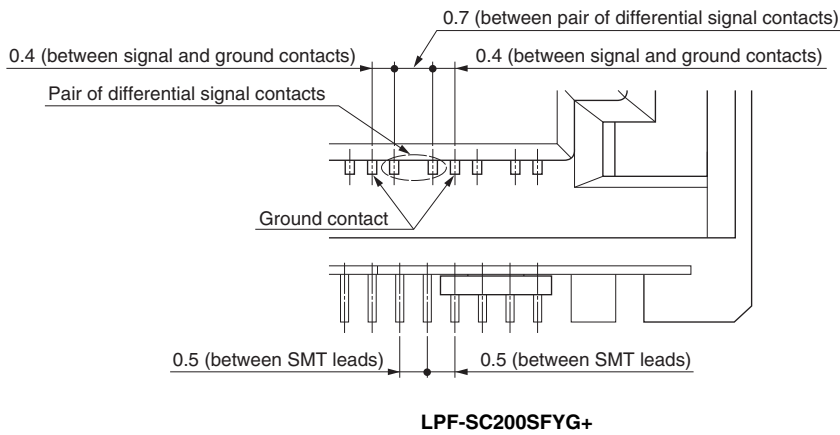 0.7 (between pair of differential signal contacts)
0.4 (between signal and ground contacts)
0.4 (between signal and ground contacts)
Pair of differential signal contacts
Ground contact
0.5 (between SMT leads)
0.5 (between SMT leads)
LPF-SC200SFYG+